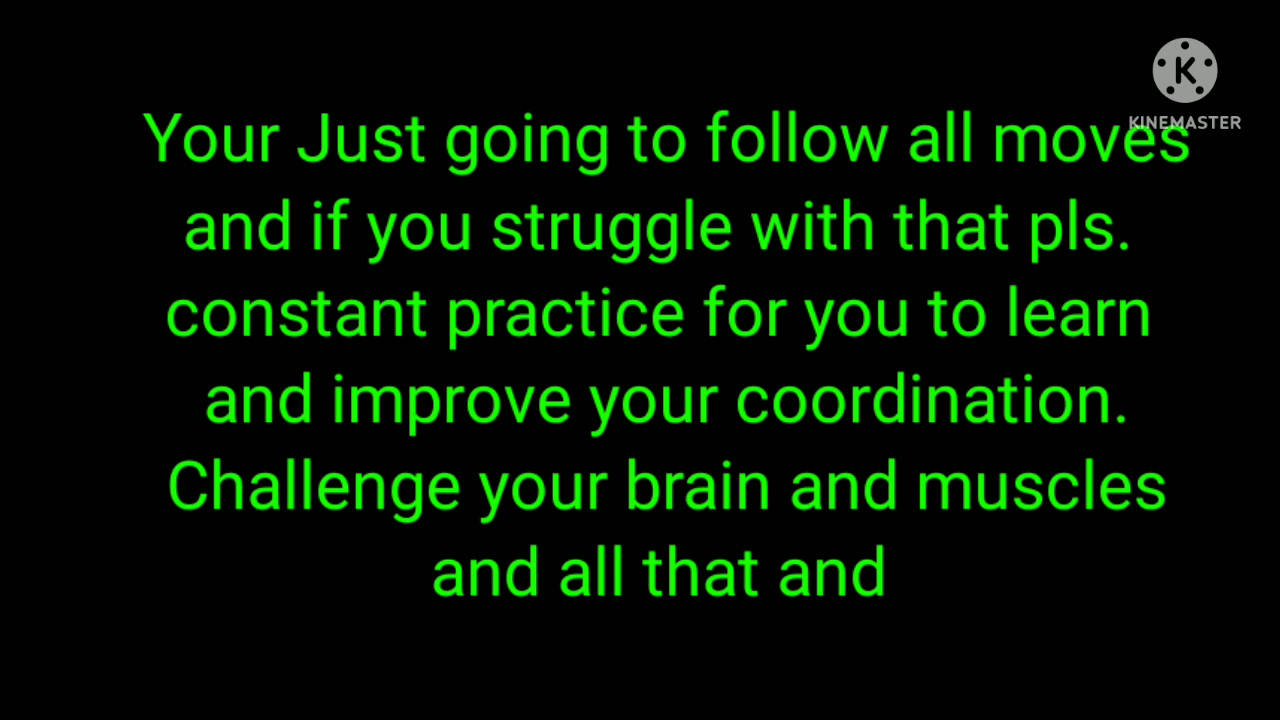 KINEMASTER
Your Just going to follow all moves
and if you struggle with that pls.
constant practice for you to learn
and improve your coordination.
Challenge your brain and muscles
and all that and